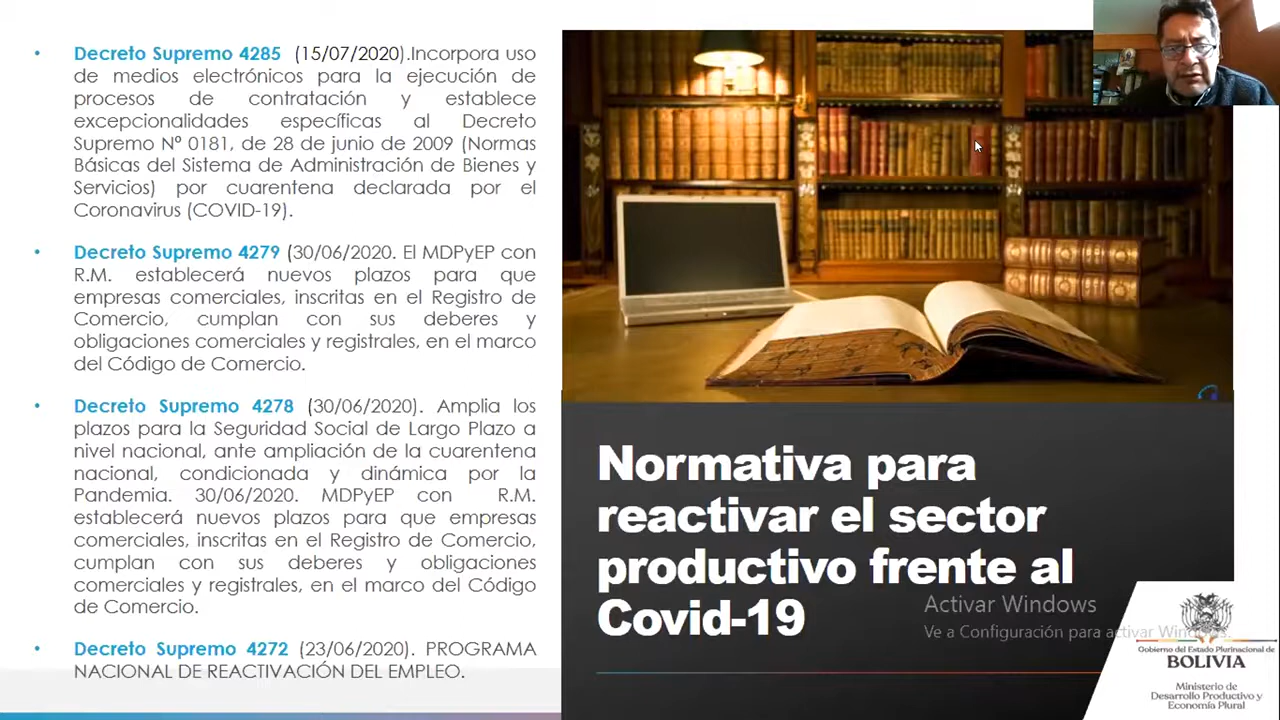 • Decreto Supremo 4285 (15/07/2020).Incorpora uso
de medios electrónicos para la ejecución de
procesos de contratación y establece
excepcionalidades específicas al Decreto
Supremo Nº 0181, de 28 de junio de 2009 (Normas
Básicas del Sistema de Administración de Bienes y
Servicios) por cuarentena declarada por el
Coronavirus (COVID-19).
• Decreto Supremo 4279 (30/06/2020. El MDPyEP con
R.M. establecerá nuevos plazos para que
empresas comerciales, inscritas en el Registro de
Comercio, cumplan con sus deberes y
obligaciones comerciales y registrales, en el marco
del Código de Comercio.
• Decreto Supremo 4278 (30/06/2020). Amplia los
plazos para la Seguridad Social de Largo Plazo a
nivel nacional, ante ampliación de la cuarentena
nacional, condicionada y dinámica por la
Pandemia. 30/06/2020. MDPyEP con R.M.
establecerá nuevos plazos para que empresas
comerciales, inscritas en el Registro de Comercio,
cumplan con sus deberes y obligaciones
comerciales y registrales, en el marco del Código
de Comercio.
• Decreto Supremo 4272 (23/06/2020). PROGRAMA
NACIONAL DE REACTIVACIÓN DEL EMPLEO.
Normativa para
reactivar el sector
productivo frente al
Covid-19
Activar Windows
Ve a Configuración para activar Windows.
Gobierno del Estado Plurinacional de
BOLIVIA
Ministerio de
Desarrollo Productivo y
Economía Plural